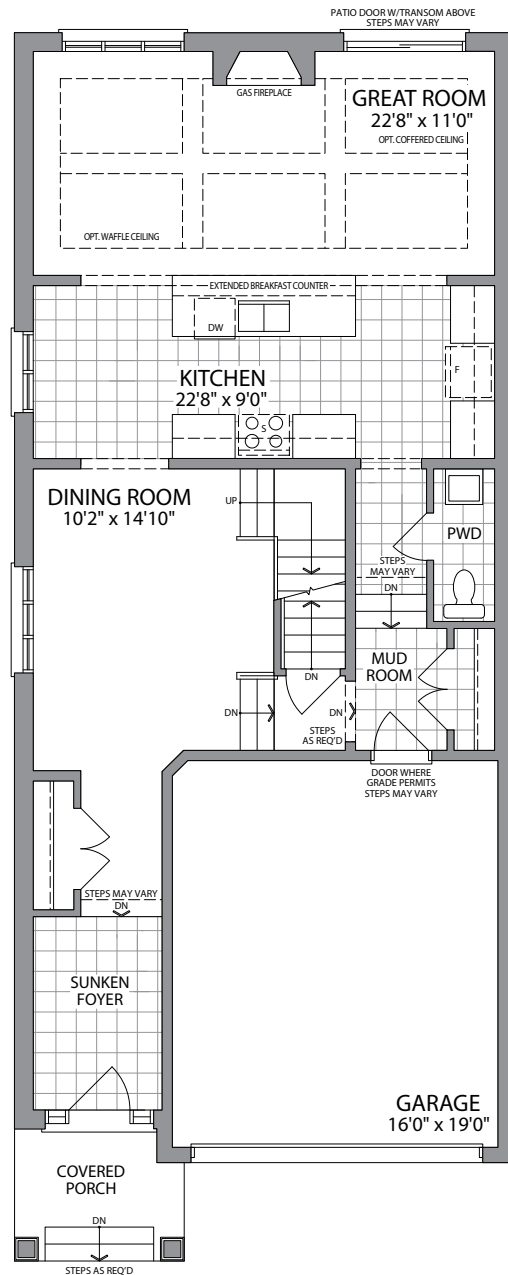 PATIO DOOR W/TRANSOM ABOVE
STEPS MAY VARY
GAS FIREPLACE
GREAT ROOM
22'8" x 11'0"
OPT. COFFERED CEILING
OPT. WAFFLE CEILING
EXTENDED BREAKFAST COUNTER
DW
F
KITCHEN
22'8" x 9'0"
S
DINING ROOM
10'2" x 14'10"
UP
PWD
STEPS
MAY VARY
DN
MUD
ROOM
DN
DN
DN
STEPS
AS REQ'D
DOOR WHERE
GRADE PERMITS
STEPS MAY VARY
STEPS MAY VARY
DN
SUNKEN
FOYER
GARAGE
16'0" x 19'0"
COVERED
PORCH
DN
STEPS AS REQ'D